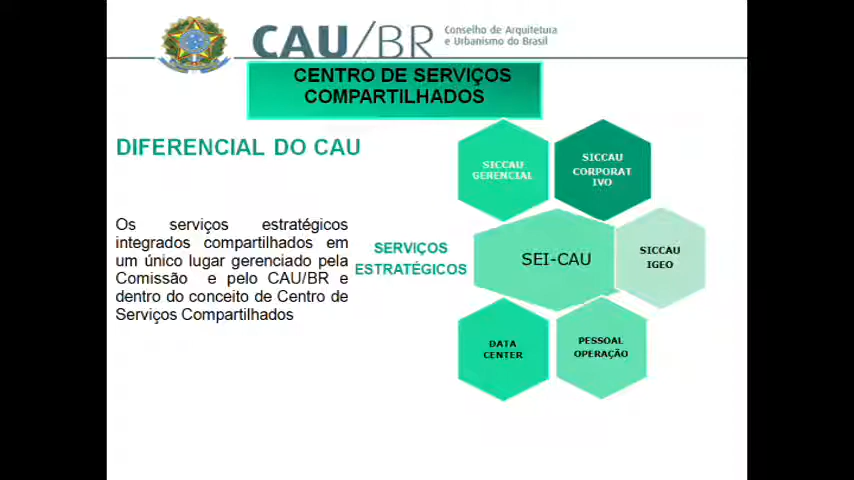 CAU/BR
Conselho de Arquitetura
e Urbanismo do Brasil
CENTRO DE SERVIÇOS
COMPARTILHADOS
DIFERENCIAL DO CAU
Os serviços estratégicos
integrados compartilhados em
um único lugar gerenciado pela
Comissão e pelo CAU/BR e
dentro do conceito de Centro de
Serviços Compartilhados
SERVIÇOS
ESTRATÉGICOS
SICCAU
GERENCIAL
SICCAU
CORPORAT
IVO
SEI-CAU
SICCAU
IGEO
DATA
CENTER
PESSOAL
OPERAÇÃO